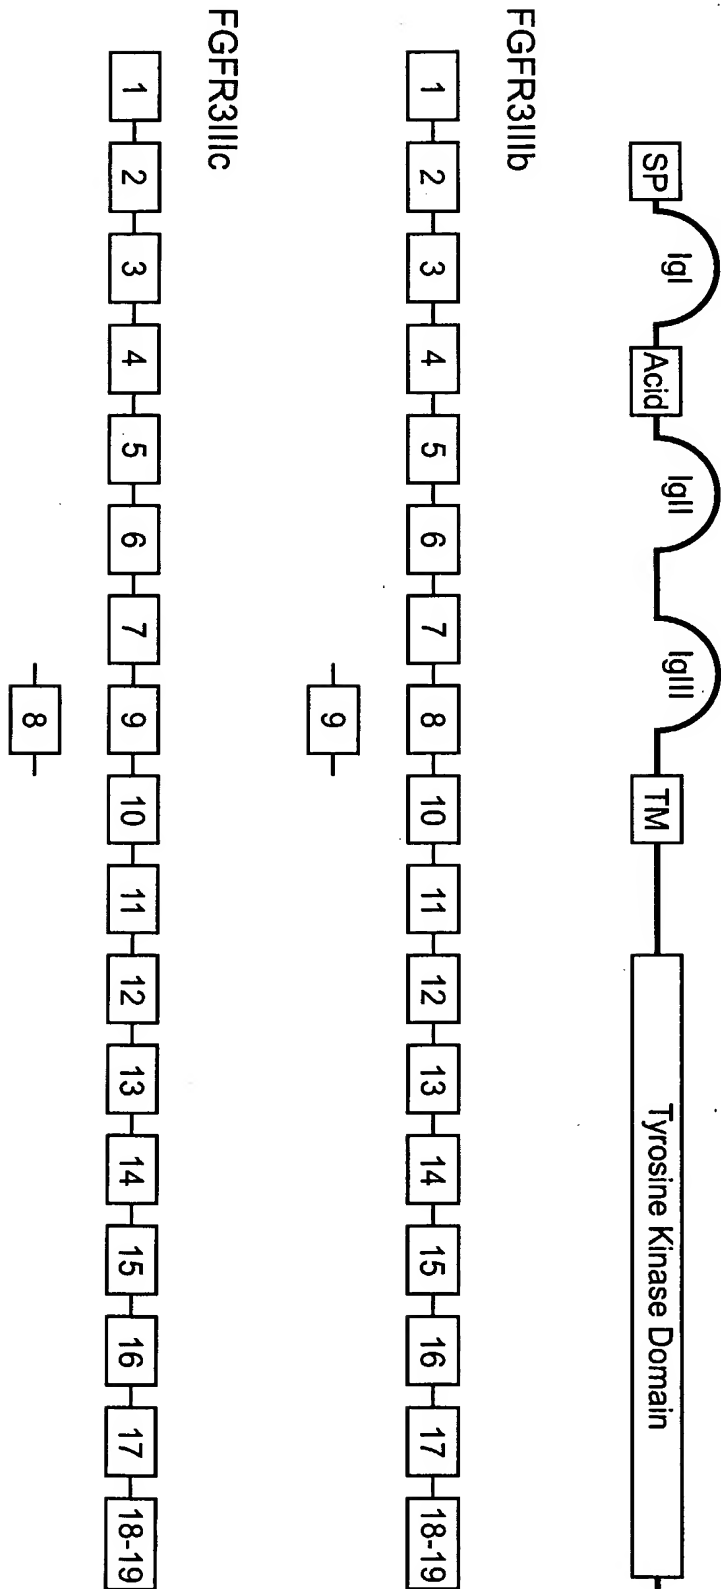 SP IgI Acid IgII IgIII TM Tyrosine Kinase Domain
FGFR3IIIb
1 2 3 4 5 6 7 8 10 11 12 13 14 15 16 17 18-19
9
FGFR3IIIc
1 2 3 4 5 6 7 9 10 11 12 13 14 15 16 17 18-19
8